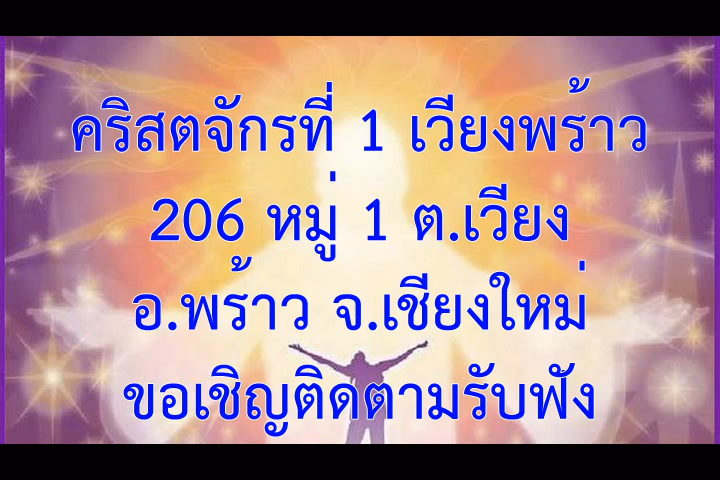 คริสตจักรที่ 1 เวียงพร้าว
206 หมู่ 1 ต.เวียง
อ.พร้าว จ.เชียงใหม่
ขอเชิญติดตามรับฟัง